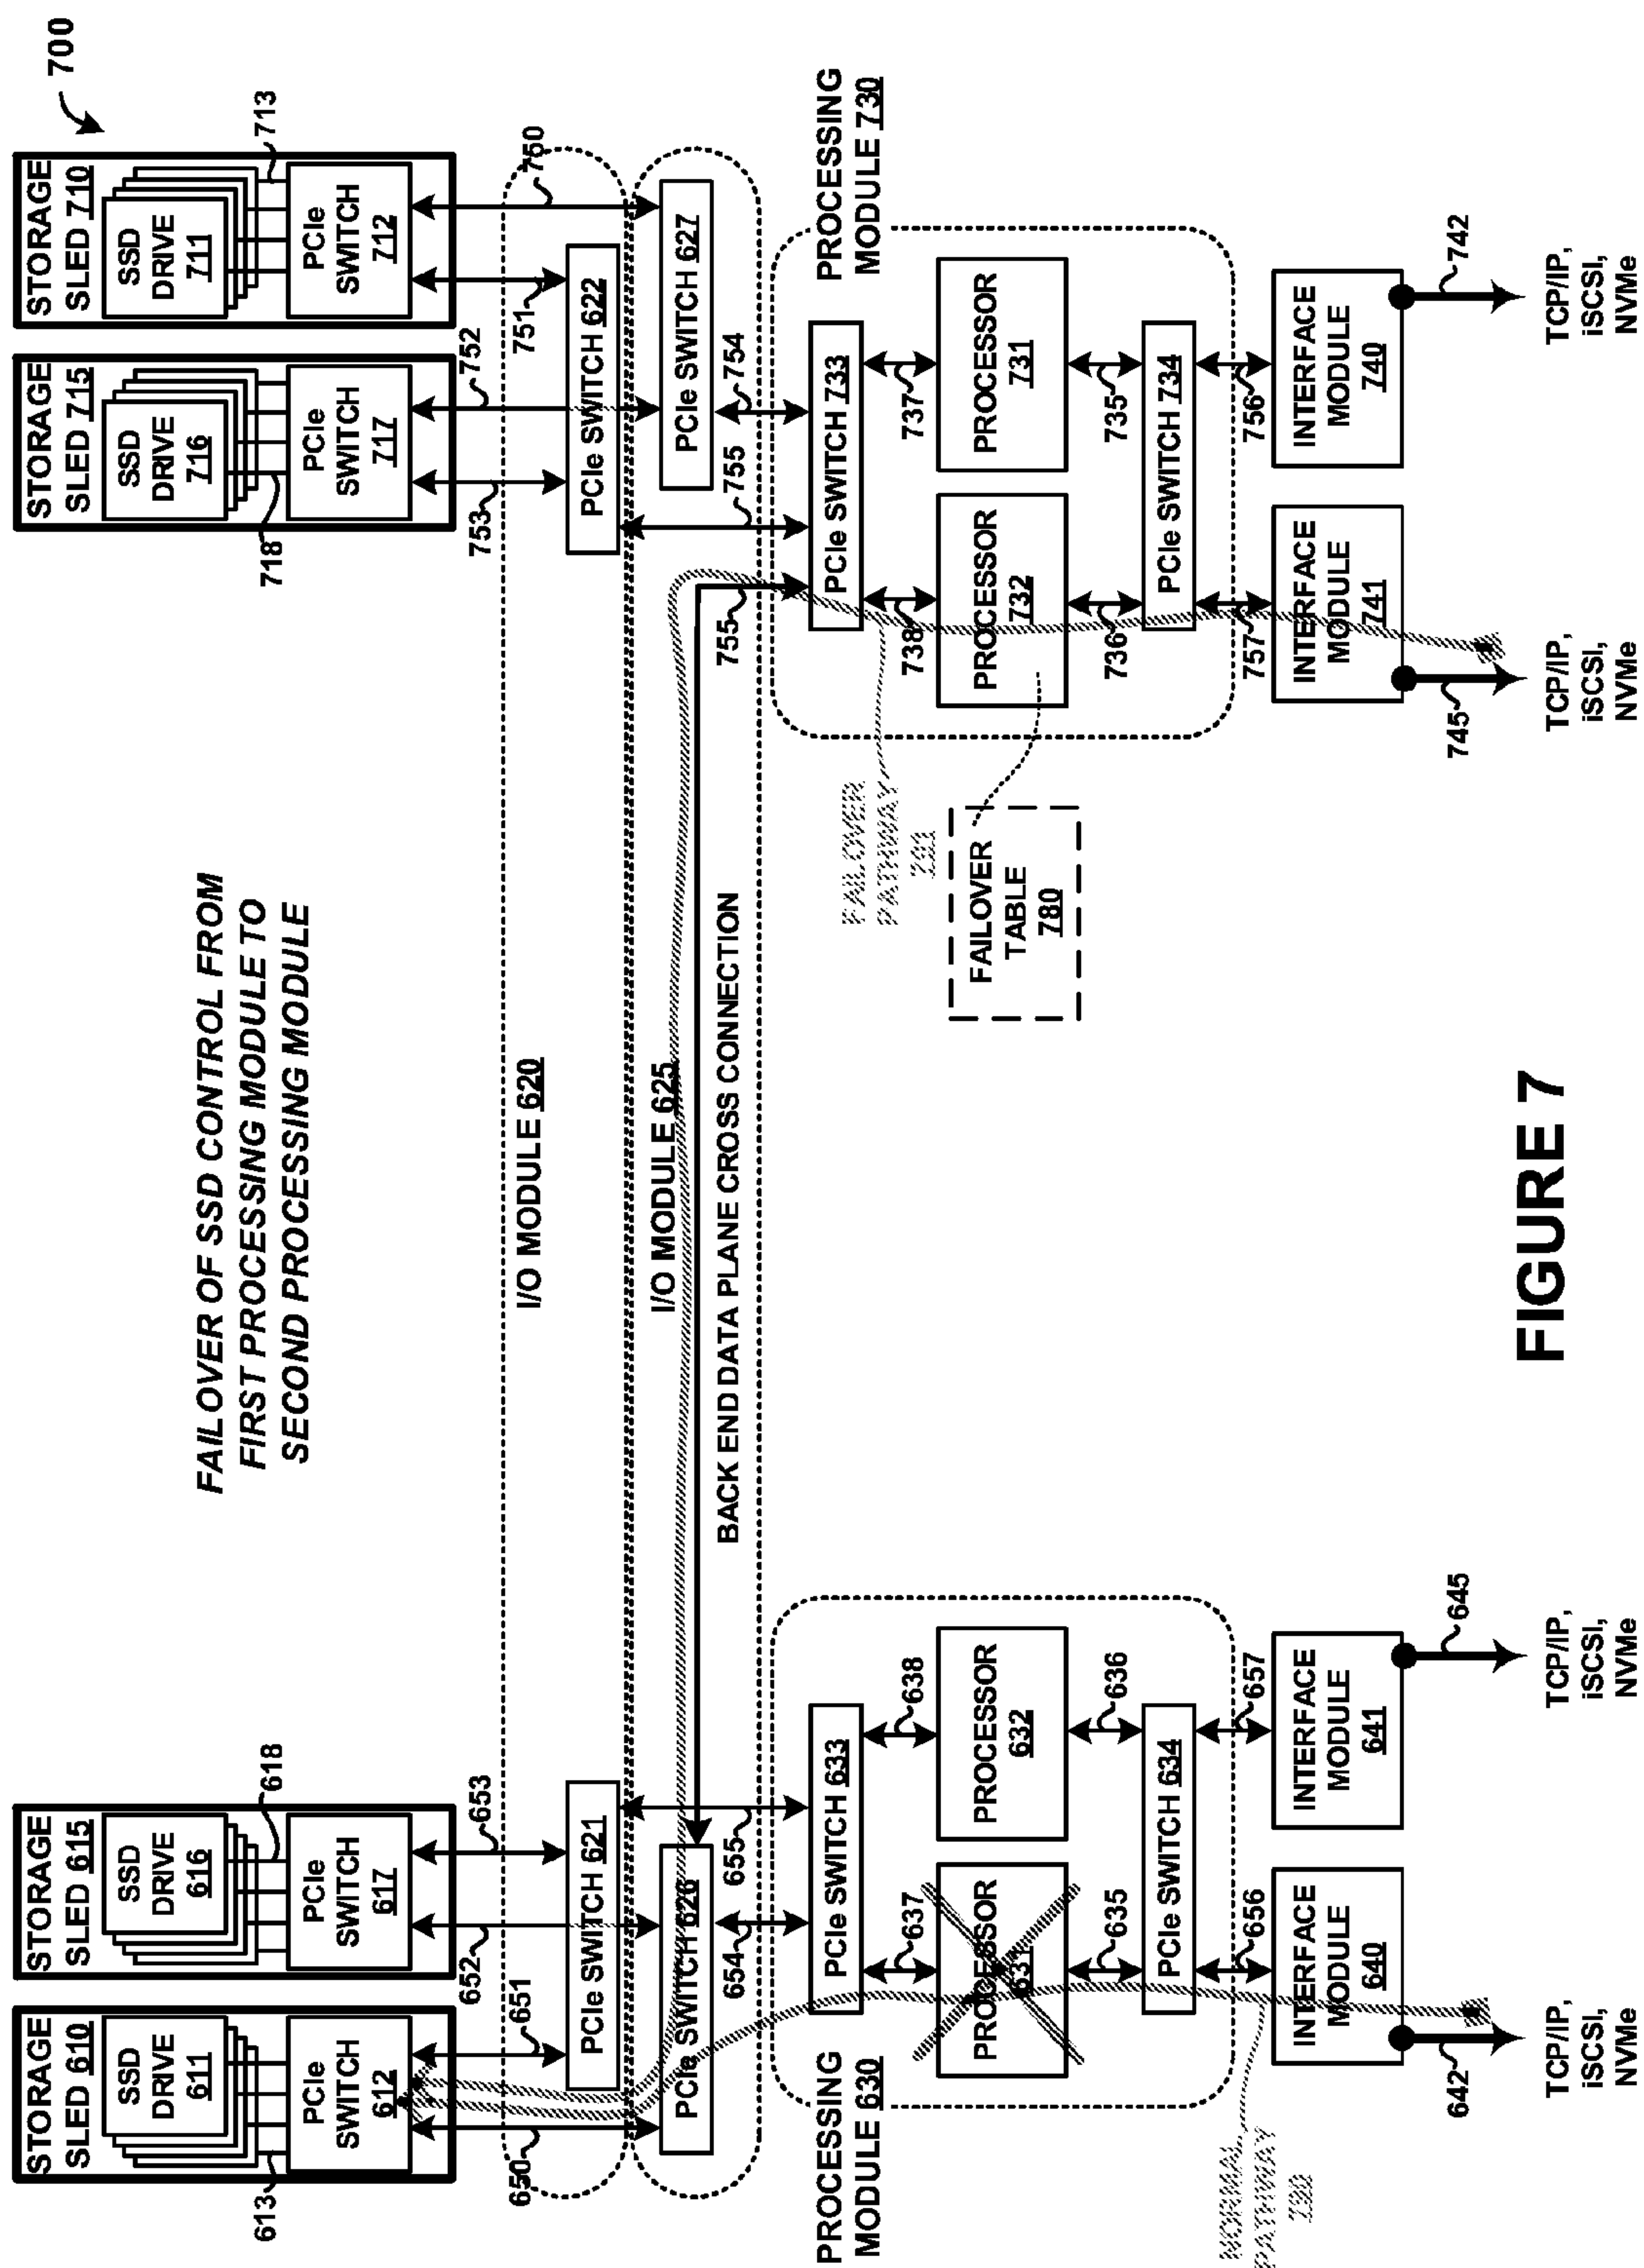 700
STORAGE
SLED 610
SSD
DRIVE
611
PCIe
SWITCH
612
613
STORAGE
SLED 615
SSD
DRIVE
616
PCIe
SWITCH
617
618
FAILOVER OF SSD CONTROL FROM
FIRST PROCESSING MODULE TO
SECOND PROCESSING MODULE
STORAGE
SLED 715
SSD
DRIVE
716
PCIe
SWITCH
717
718
STORAGE
SLED 710
SSD
DRIVE
711
PCIe
SWITCH
712
713
650
651
652
653
753
752
751
750
I/O MODULE 620
PCIe SWITCH 621
PCIe SWITCH 622
I/O MODULE 625
PCIe SWITCH 626
PCIe SWITCH 627
BACK END DATA PLANE CROSS CONNECTION
654
655
755
755
754
PROCESSING
MODULE 630
PCIe SWITCH 633
637
638
PROCESSOR
631
PROCESSOR
632
635
636
PCIe SWITCH 634
PROCESSING
MODULE 730
PCIe SWITCH 733
738
737
PROCESSOR
732
PROCESSOR
731
736
735
PCIe SWITCH 734
FAILOVER
PATHWAY
791
FAILOVER
TABLE
780
NORMAL
PATHWAY
790
656
657
757
756
INTERFACE
MODULE
640
INTERFACE
MODULE
641
INTERFACE
MODULE
741
INTERFACE
MODULE
740
642
645
745
742
TCP/IP,
iSCSI,
NVMe
TCP/IP,
iSCSI,
NVMe
TCP/IP,
iSCSI,
NVMe
TCP/IP,
iSCSI,
NVMe
FIGURE 7